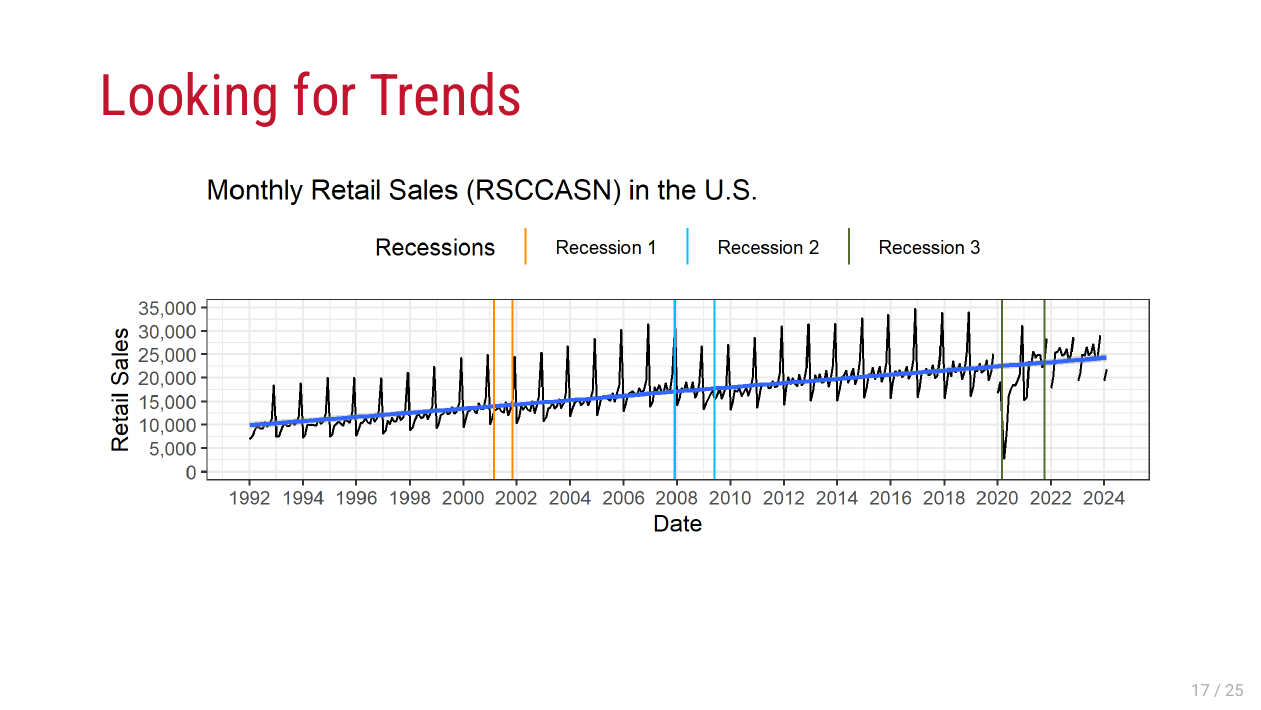 Looking for Trends
Monthly Retail Sales (RSCCASN) in the U.S.
Recessions Recession 1 Recession 2 Recession 3
35,000
30,000
25,000
20,000
15,000
10,000
5,000
0
Retail Sales
1992 1994 1996 1998 2000 2002 2004 2006 2008 2010 2012 2014 2016 2018 2020 2022 2024
Date
17 / 25